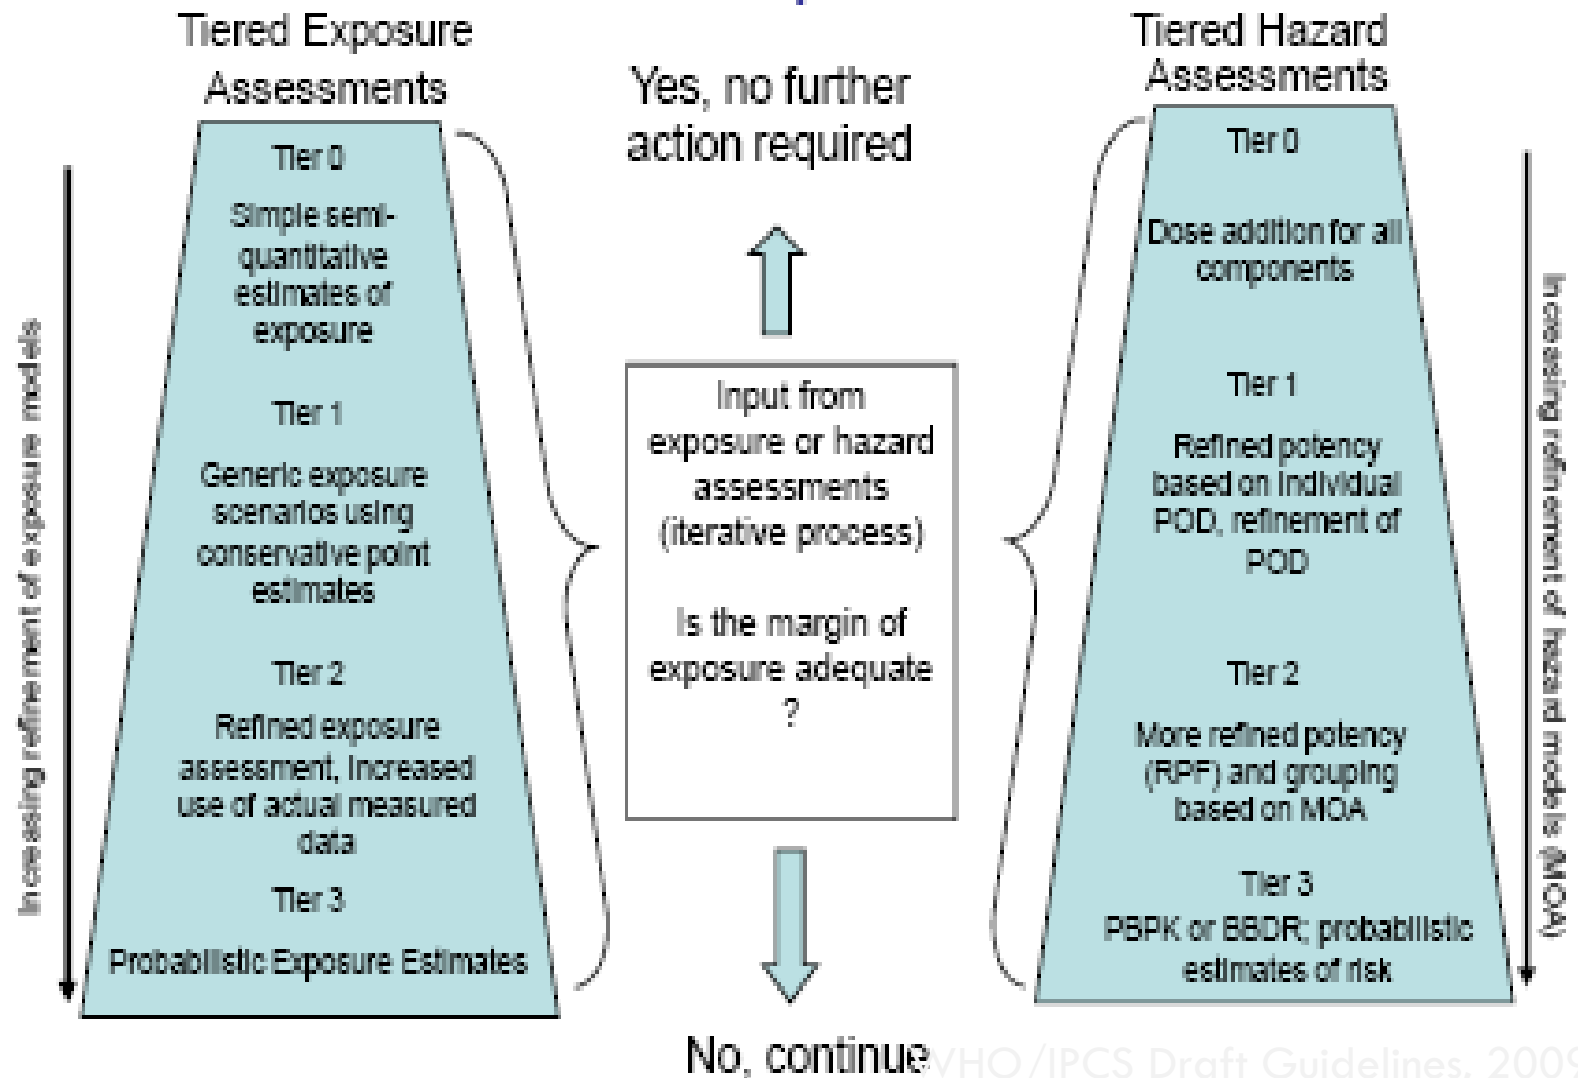 Tiered Exposure
Assessments
Tier 0
Simple semi-
quantitative
estimates of
exposure
Tier 1
Generic exposure
scenarios using
conservative point
estimates
Tier 2
Refined exposure
assessment, Increased
use of actual measured
data
Tier 3
Probabilistic Exposure Estimates
Increasing refinement of exposure models
Yes, no further
action required
Input from
exposure or hazard
assessments
(iterative process)
Is the margin of
exposure adequate
?
No, continue
Tiered Hazard
Assessments
Tier 0
Dose addition for all
components
Tier 1
Refined potency
based on individual
POD, refinement of
POD
Tier 2
More refined potency
(RPF) and grouping
based on MOA
Tier 3
PBPK or BBDR; probabilistic
estimates of risk
Increasing refinement of hazard models (MOA)
WHO/IPCS Draft Guidelines, 2009